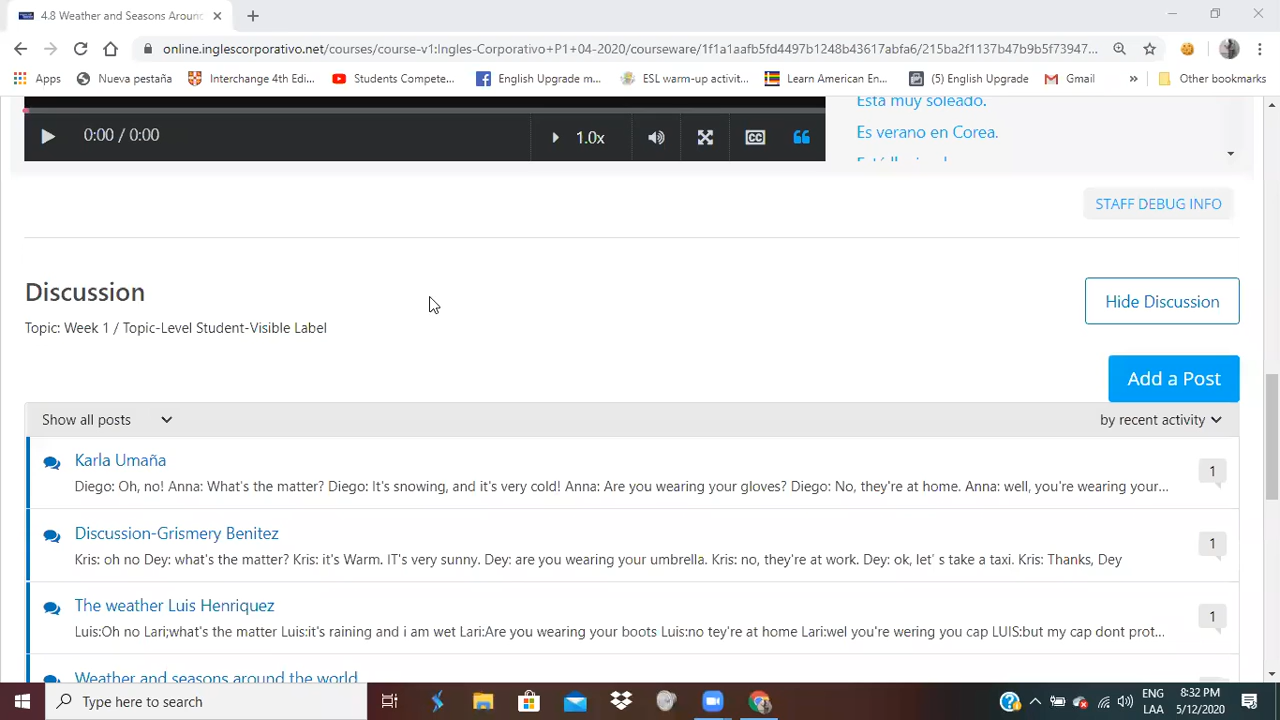 4.8 Weather and Seasons Aroun
online.inglescorporativo.net/courses/course-v1:Ingles-Corporativo+P1+04-2020/courseware/1f1a1aafb5fd4497b1248b43617abfa6/215ba2f1137b47b9b5f73947...
Apps Nueva pestaña Interchange 4th Edi... Students Compete... English Upgrade m... ESL warm-up activit... Learn American En... (5) English Upgrade Gmail » Other bookmarks
Está muy soleado.
Es verano en Corea.
0:00 / 0:00 1.0x CC
STAFF DEBUG INFO
Discussion
Hide Discussion
Topic: Week 1 / Topic-Level Student-Visible Label
Add a Post
Show all posts by recent activity
Karla Umaña
Diego: Oh, no! Anna: What's the matter? Diego: It's snowing, and it's very cold! Anna: Are you wearing your gloves? Diego: No, they're at home. Anna: well, you're wearing your... 1
Discussion-Grismery Benitez
Kris: oh no Dey: what's the matter? Kris: it's Warm. IT's very sunny. Dey: are you wearing your umbrella. Kris: no, they're at work. Dey: ok, let' s take a taxi. Kris: Thanks, Dey 1
The weather Luis Henriquez
Luis:Oh no Lari;what's the matter Luis:it's raining and i am wet Lari:Are you wearing your boots Luis:no tey're at home Lari:wel you're wering you cap LUIS:but my cap dont prot... 1
Weather and seasons around the world
Type here to search
ENG 8:32 PM
LAA 5/12/2020